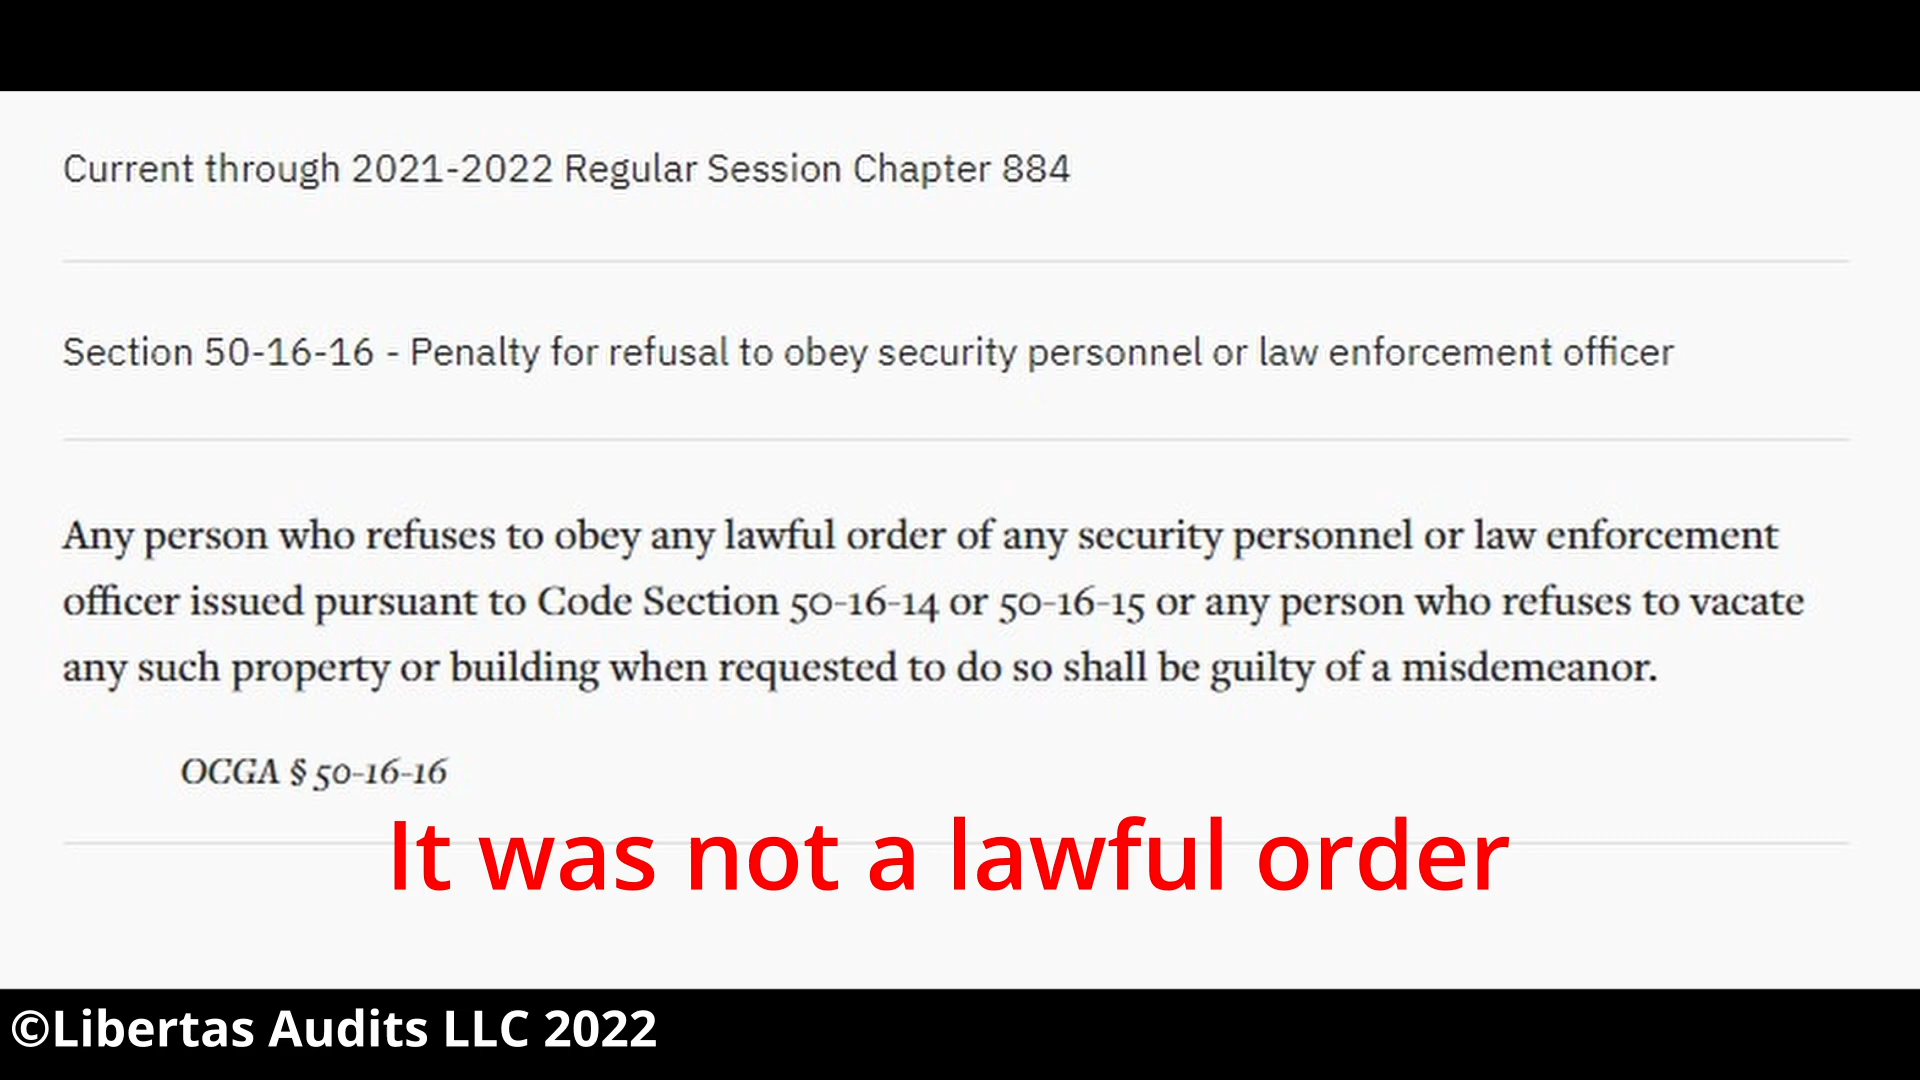 Current through 2021-2022 Regular Session Chapter 884
Section 50-16-16 - Penalty for refusal to obey security personnel or law enforcement officer
Any person who refuses to obey any lawful order of any security personnel or law enforcement
officer issued pursuant to Code Section 50-16-14 or 50-16-15 or any person who refuses to vacate
any such property or building when requested to do so shall be guilty of a misdemeanor.
OCGA § 50-16-16
It was not a lawful order
©Libertas Audits LLC 2022